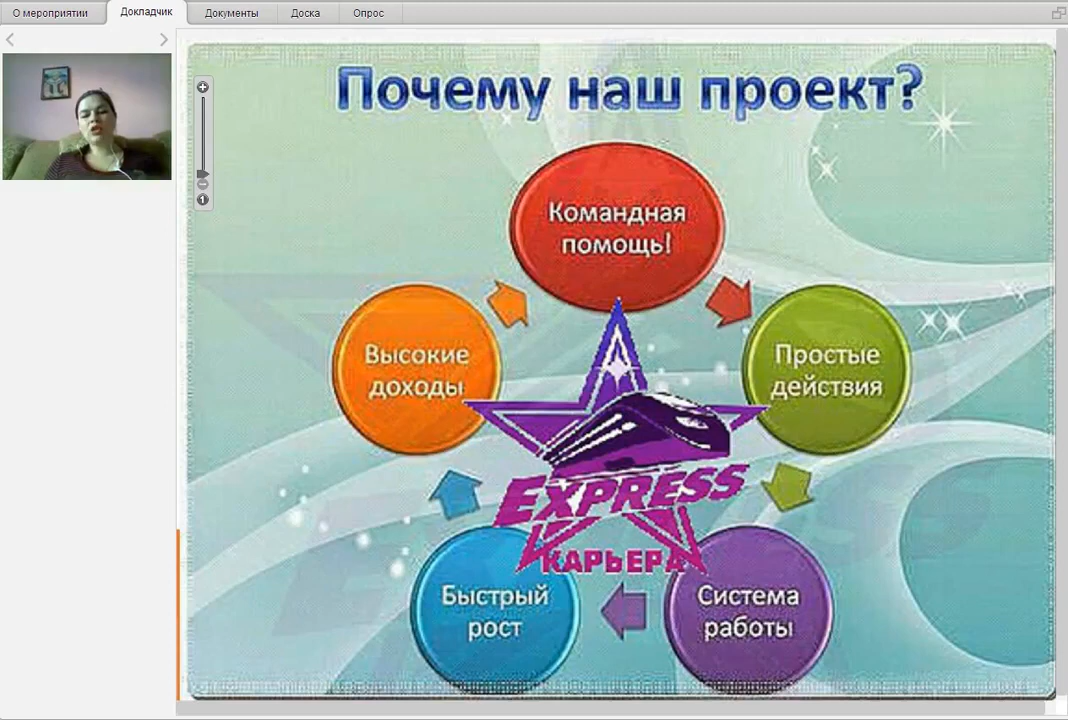 О мероприятии
Докладчик
Документы
Доска
Опрос
Почему наш проект?
Командная
помощь!
Высокие
доходы
Простые
действия
EXPRESS
КАРЬЕРА
Быстрый
рост
Система
работы
1